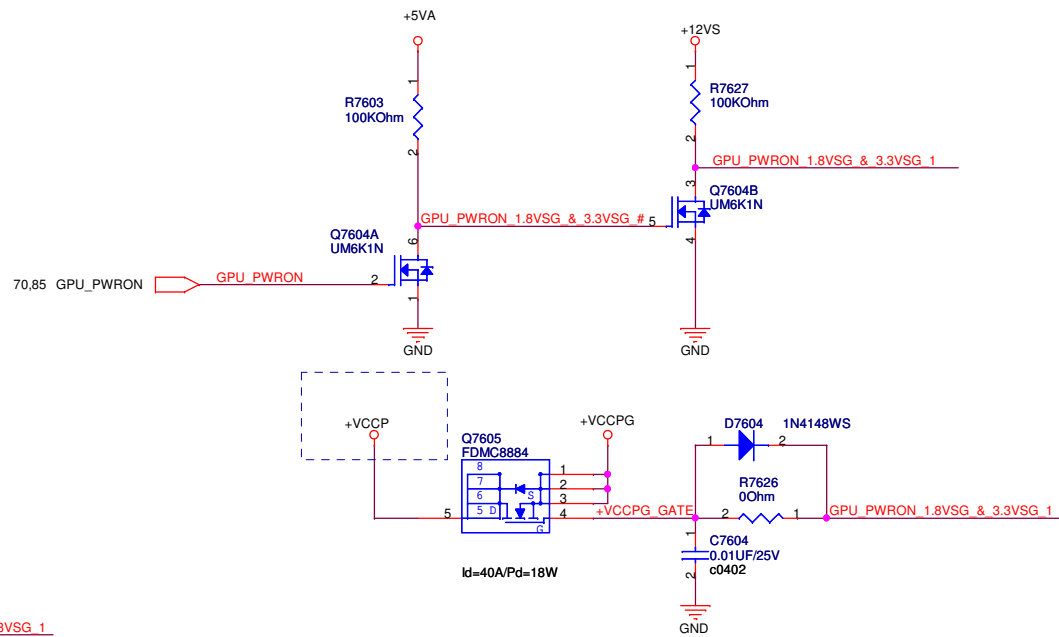 +5VA
+12VS
1
R7603
100KOhm
2
1
R7627
100KOhm
2
GPU_PWRON_1.8VSG_&_3.3VSG_1
3
Q7604B
UM6K1N
GPU_PWRON_1.8VSG_&_3.3VSG_#
5
4
Q7604A
UM6K1N
6
70,85 GPU_PWRON
GPU_PWRON
2
1
GND
GND
+VCCP
+VCCPG
D7604
1N4148WS
Q7605
FDMC8884
1
2
8
1
7
2
6
S
3
5
5
D
4
G
+VCCPG_GATE
R7626
0Ohm
2
1
GPU_PWRON_1.8VSG_&_3.3VSG_1
1
C7604
0.01UF/25V
c0402
2
Id=40A/Pd=18W
GND
VSG_1